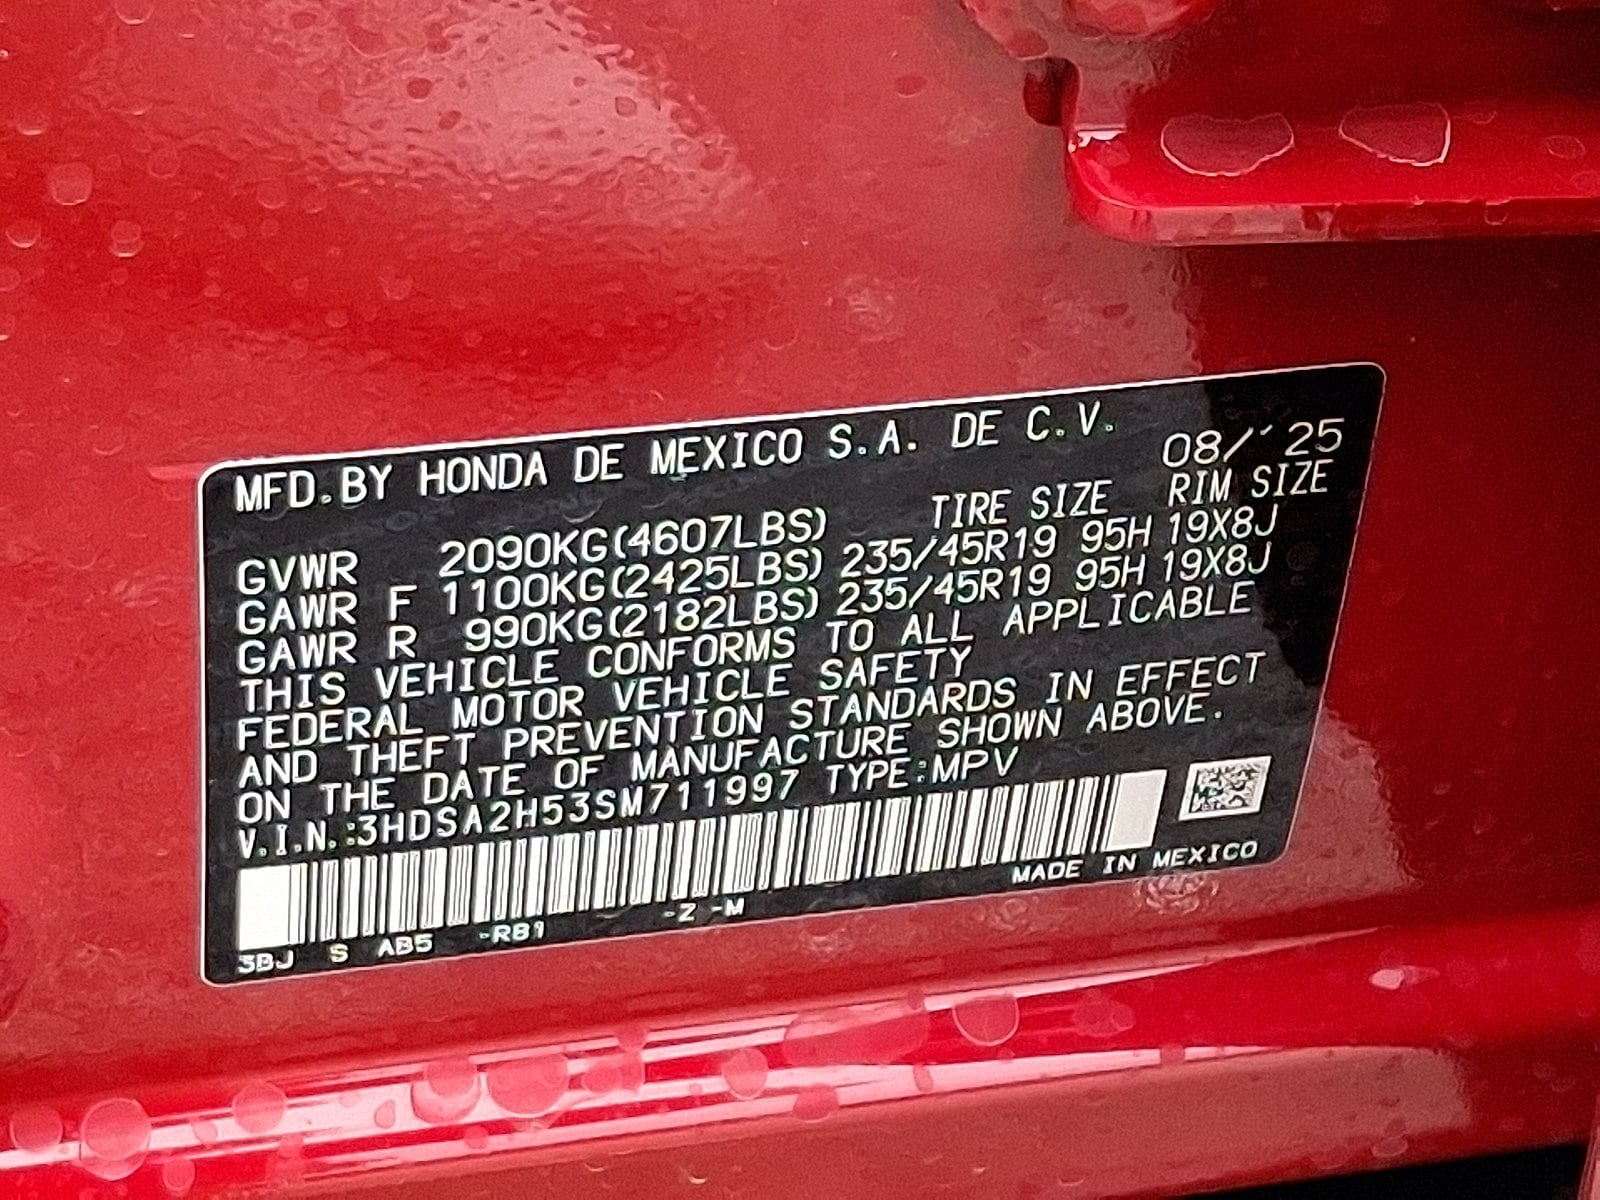 MFD.BY HONDA DE MEXICO S.A. DE C.V.
08/'25
TIRE SIZE RIM SIZE
GVWR 2090KG(4607LBS)
GAWR F 1100KG(2425LBS) 235/45R19 95H 19X8J
GAWR R 990KG(2182LBS) 235/45R19 95H 19X8J
THIS VEHICLE CONFORMS TO ALL APPLICABLE
FEDERAL MOTOR VEHICLE SAFETY
AND THEFT PREVENTION STANDARDS IN EFFECT
ON THE DATE OF MANUFACTURE SHOWN ABOVE.
V.I.N.:3HDSA2H53SM711997 TYPE:MPV
MADE IN MEXICO
3BJ S AB5 -RB1 -Z -M